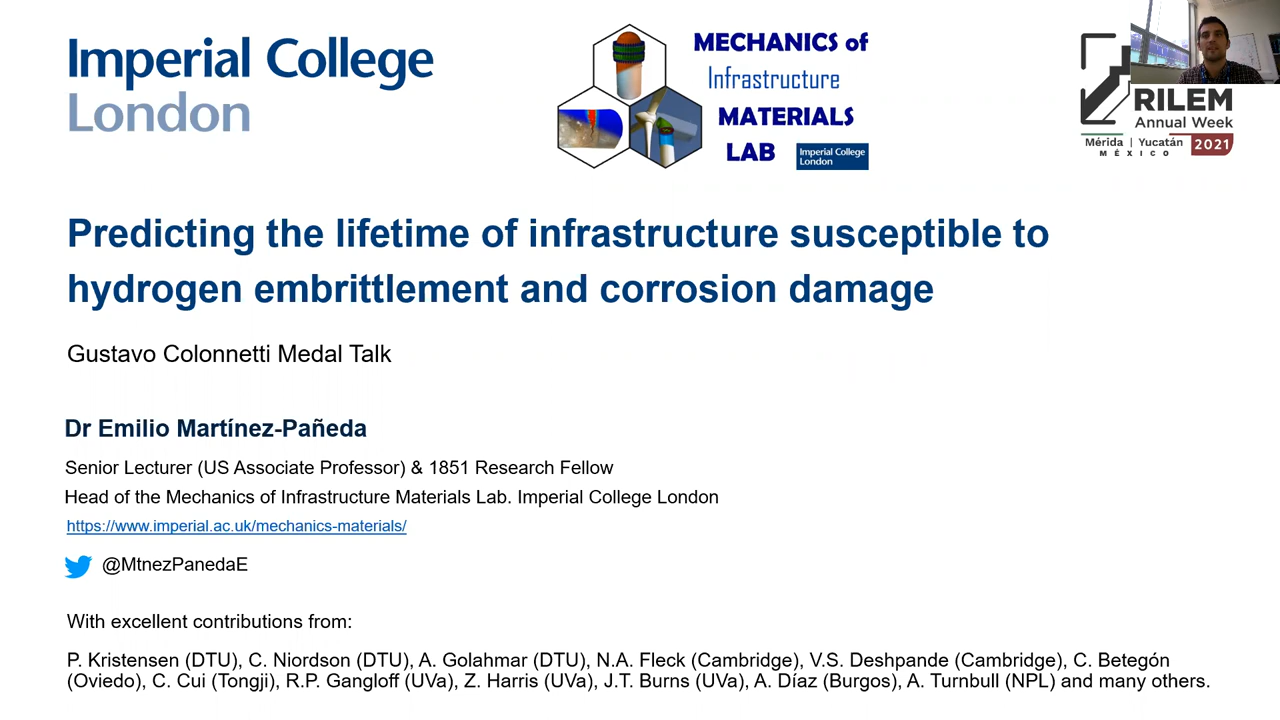 Imperial College
London
MECHANICS of
Infrastructure
MATERIALS
LAB
Imperial College
London
RILEM
Annual Week
Mérida | Yucatán
MÉXICO
2021
Predicting the lifetime of infrastructure susceptible to
hydrogen embrittlement and corrosion damage
Gustavo Colonnetti Medal Talk
Dr Emilio Martínez-Pañeda
Senior Lecturer (US Associate Professor) & 1851 Research Fellow
Head of the Mechanics of Infrastructure Materials Lab. Imperial College London
https://www.imperial.ac.uk/mechanics-materials/
@MtnezPanedaE
With excellent contributions from:
P. Kristensen (DTU), C. Niordson (DTU), A. Golahmar (DTU), N.A. Fleck (Cambridge), V.S. Deshpande (Cambridge), C. Betegón
(Oviedo), C. Cui (Tongji), R.P. Gangloff (UVa), Z. Harris (UVa), J.T. Burns (UVa), A. Díaz (Burgos), A. Turnbull (NPL) and many others.